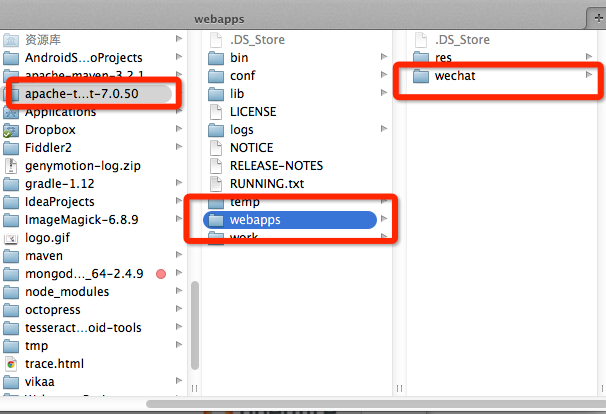 webapps
资源库
AndroidS...oProjects
apache-maven-3.2.1
apache-t...t-7.0.50
Applications
Dropbox
Fiddler2
genymotion-log.zip
gradle-1.12
IdeaProjects
ImageMagick-6.8.9
logo.gif
maven
mongod..._64-2.4.9
node_modules
octopress
tesseract...oid-tools
tmp
trace.html
vikaa
.DS_Store
bin
conf
lib
LICENSE
logs
NOTICE
RELEASE-NOTES
RUNNING.txt
temp
webapps
work
.DS_Store
res
wechat